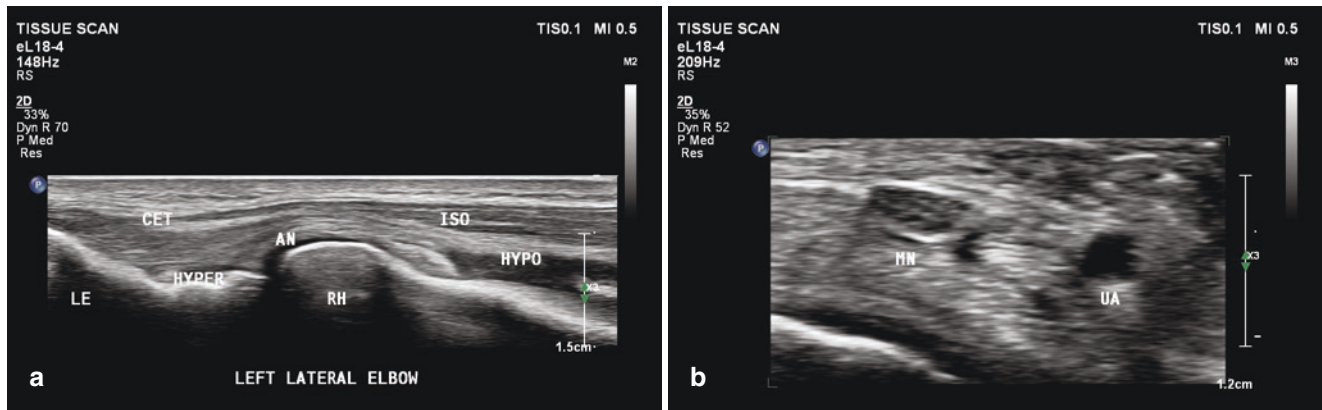 TISSUE SCAN
TIS0.1 MI 0.5
eL18-4
148Hz
RS
M2
2D
33%
Dyn R 70
P Med
Res
P
CET
ISO
AN
HYPO
HYPER
LE
RH
x3
1.5cm
a
LEFT LATERAL ELBOW
TISSUE SCAN
TIS0.1 MI 0.5
eL18-4
209Hz
RS
M3
2D
35%
Dyn R 52
P Med
Res
P
MN
x3
UA
1.2cm
b